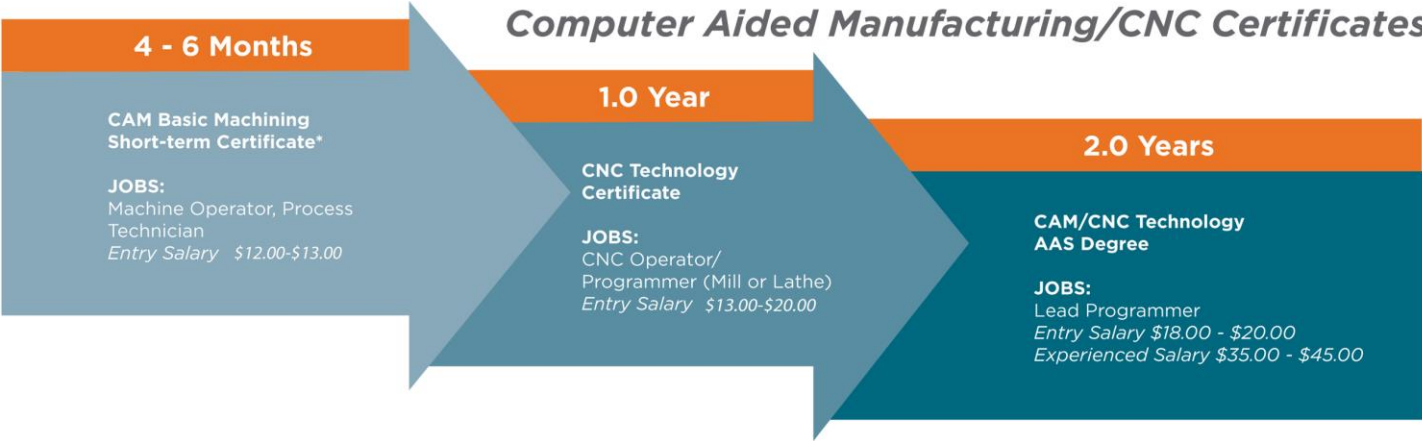 Computer Aided Manufacturing/CNC Certificates
4 - 6 Months
CAM Basic Machining
Short-term Certificate*
JOBS:
Machine Operator, Process
Technician
Entry Salary $12.00-$13.00
1.0 Year
CNC Technology
Certificate
JOBS:
CNC Operator/
Programmer (Mill or Lathe)
Entry Salary $13.00-$20.00
2.0 Years
CAM/CNC Technology
AAS Degree
JOBS:
Lead Programmer
Entry Salary $18.00 - $20.00
Experienced Salary $35.00 - $45.00